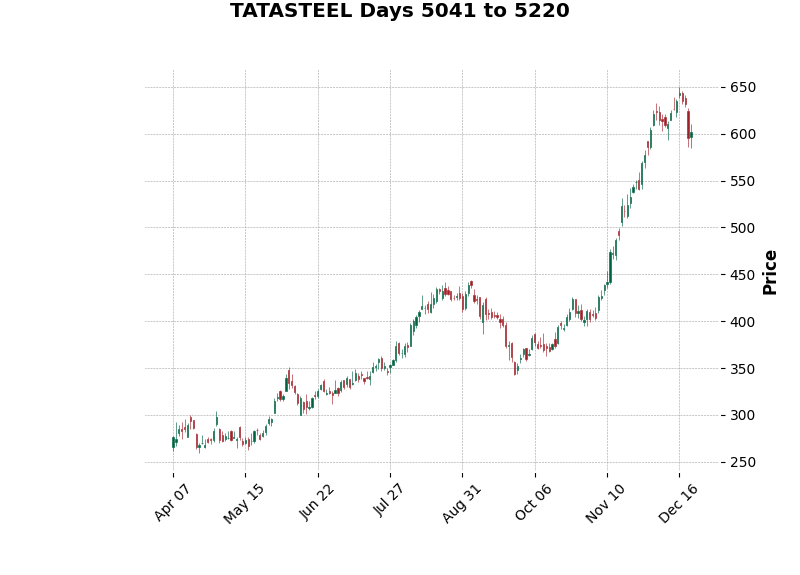 TATASTEEL Days 5041 to 5220
650
600
550
500
450
400
350
300
250
Price
Apr 07
May 15
Jun 22
Jul 27
Aug 31
Oct 06
Nov 10
Dec 16